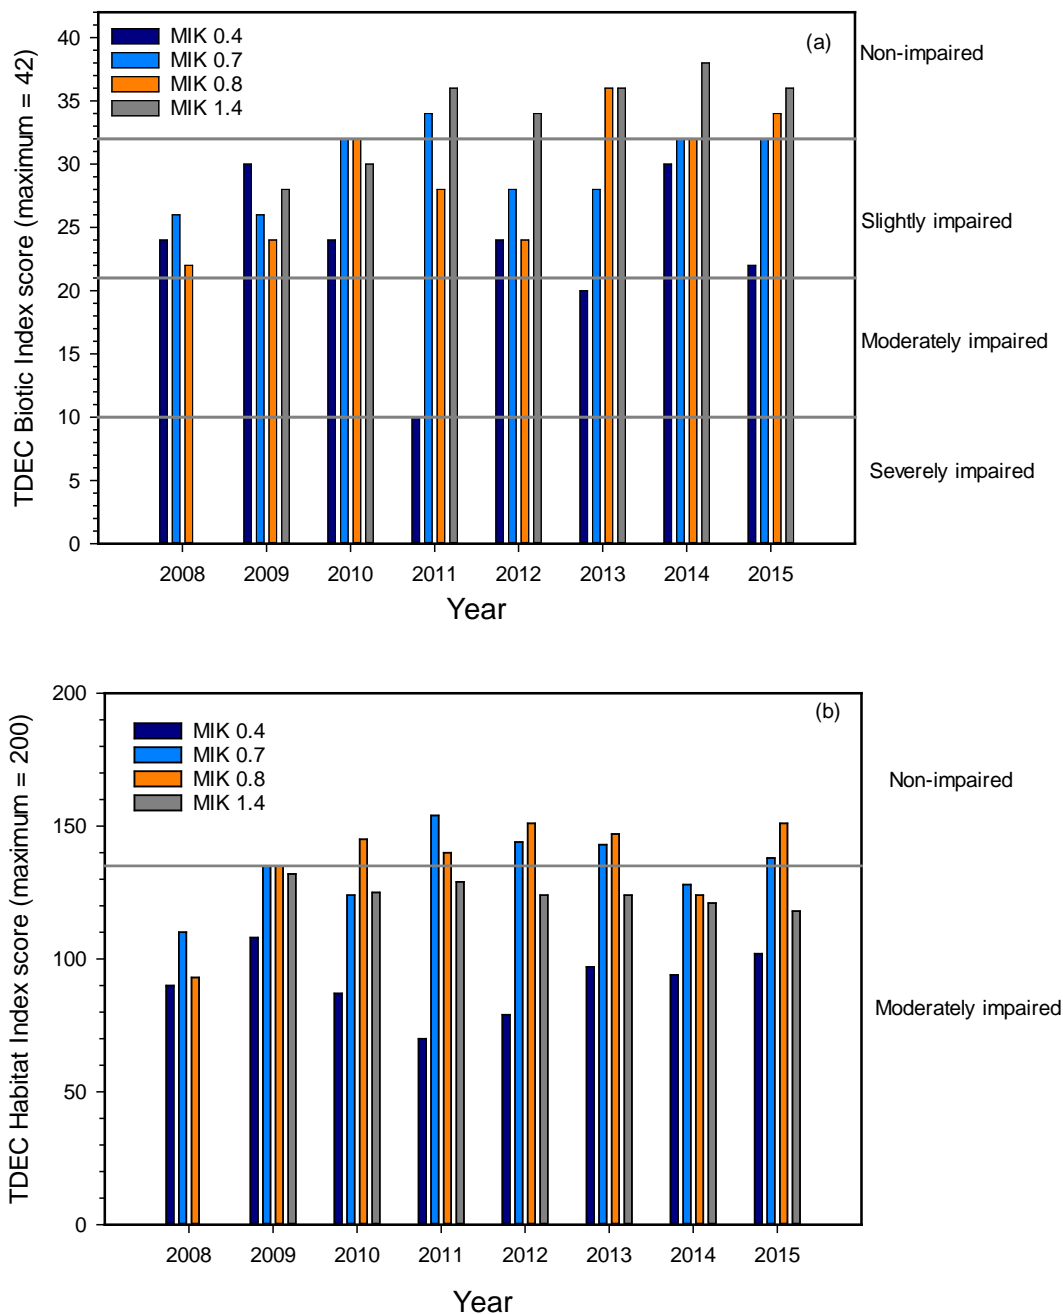 TDEC Biotic Index score (maximum = 42)
40
35
30
25
20
15
10
5
0
MIK 0.4
MIK 0.7
MIK 0.8
MIK 1.4
(a)
Non-impaired
Slightly impaired
Moderately impaired
Severely impaired
2008 2009 2010 2011 2012 2013 2014 2015
Year
TDEC Habitat Index score (maximum = 200)
200
150
100
50
0
MIK 0.4
MIK 0.7
MIK 0.8
MIK 1.4
(b)
Non-impaired
Moderately impaired
2008 2009 2010 2011 2012 2013 2014 2015
Year